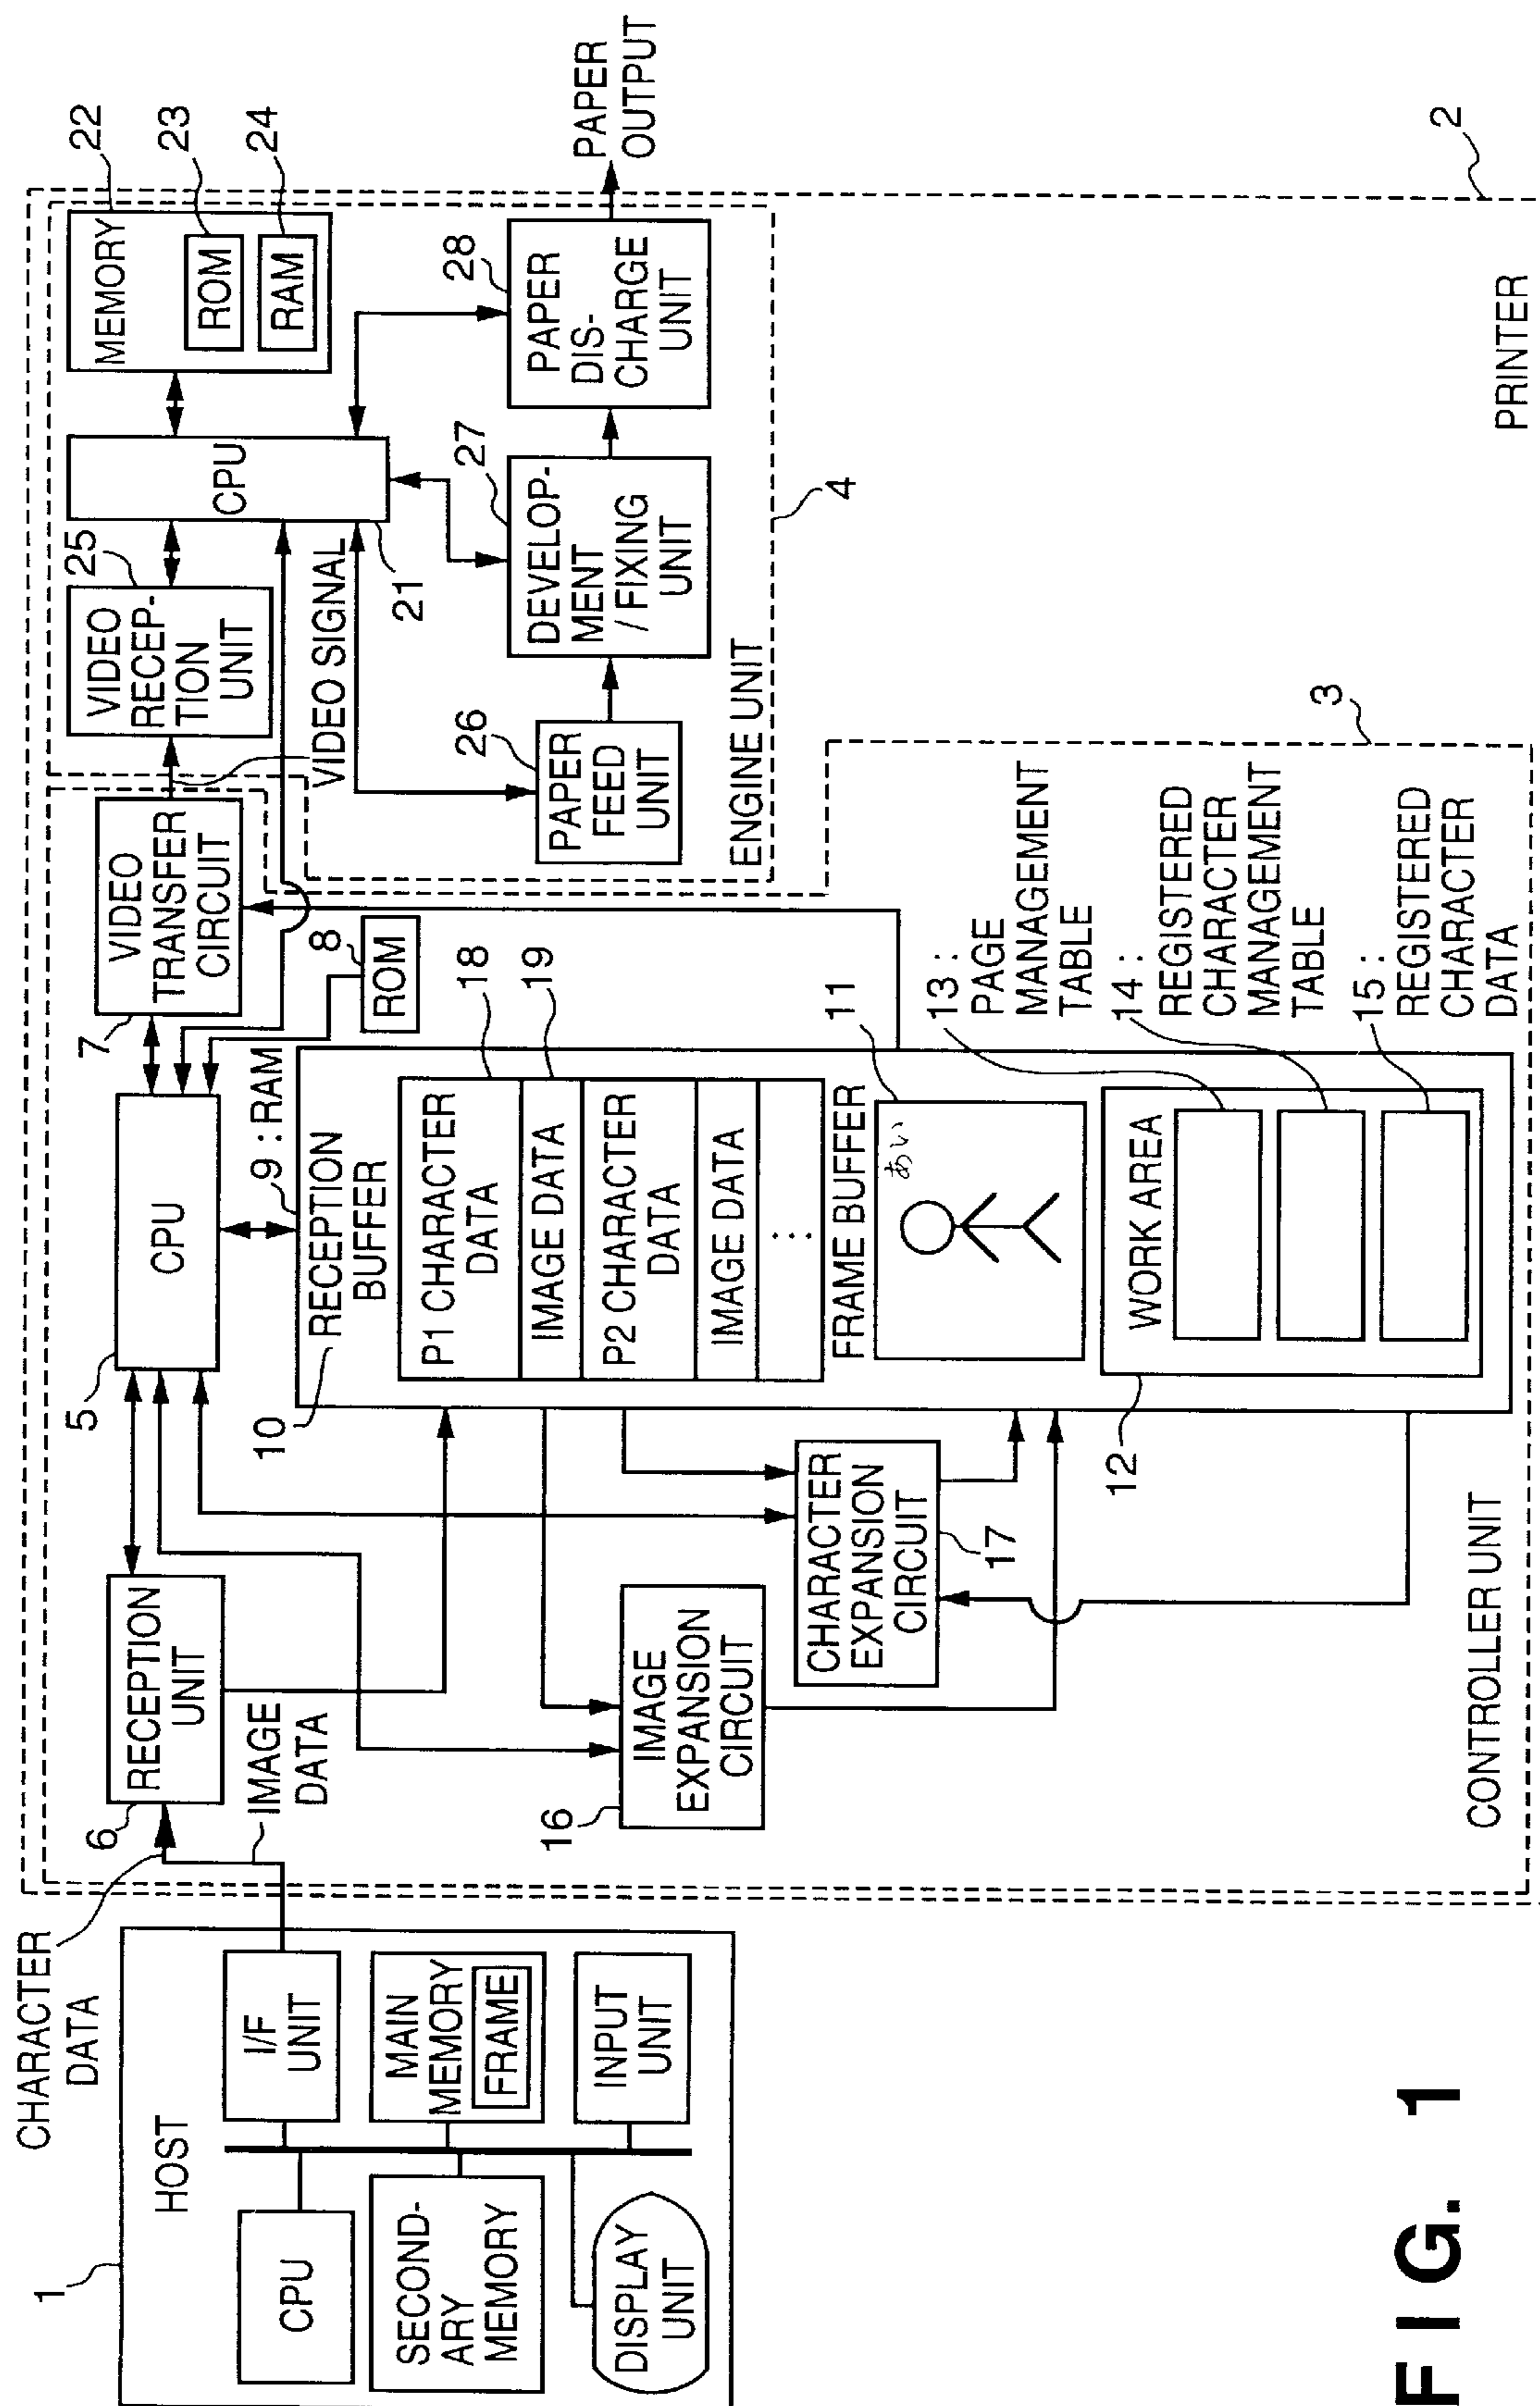 1
HOST
CPU
SECOND-
ARY
MEMORY
DISPLAY
UNIT
I/F
UNIT
MAIN
MEMORY
FRAME
INPUT
UNIT
CHARACTER
DATA
IMAGE
DATA
6
RECEPTION
UNIT
5
CPU
7
VIDEO
TRANSFER
CIRCUIT
8
ROM
9 : RAM
10
RECEPTION
BUFFER
P1 CHARACTER
DATA
18
IMAGE DATA
19
P2 CHARACTER
DATA
IMAGE DATA
...
FRAME BUFFER
11
あい
WORK AREA
12
13 :
PAGE
MANAGEMENT
TABLE
14 :
REGISTERED
CHARACTER
MANAGEMENT
TABLE
15 :
REGISTERED
CHARACTER
DATA
16
IMAGE
EXPANSION
CIRCUIT
CHARACTER
EXPANSION
CIRCUIT
17
CONTROLLER UNIT
3
VIDEO SIGNAL
VIDEO
RECEP-
TION
UNIT
25
CPU
21
MEMORY
22
ROM
23
RAM
24
26
PAPER
FEED
UNIT
27
DEVELOP-
MENT
/ FIXING
UNIT
28
PAPER
DIS-
CHARGE
UNIT
PAPER
OUTPUT
ENGINE UNIT
4
PRINTER
2
FIG. 1